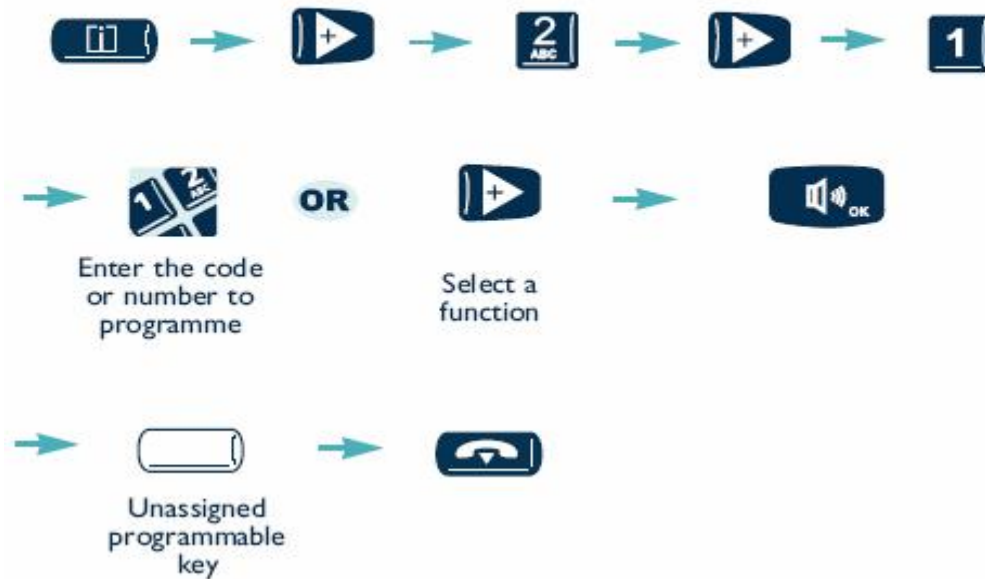 [i] + 2 ABC + 1
1 2 ABC OR + OK
Enter the code
or number to
programme
Select a
function
Unassigned
programmable
key